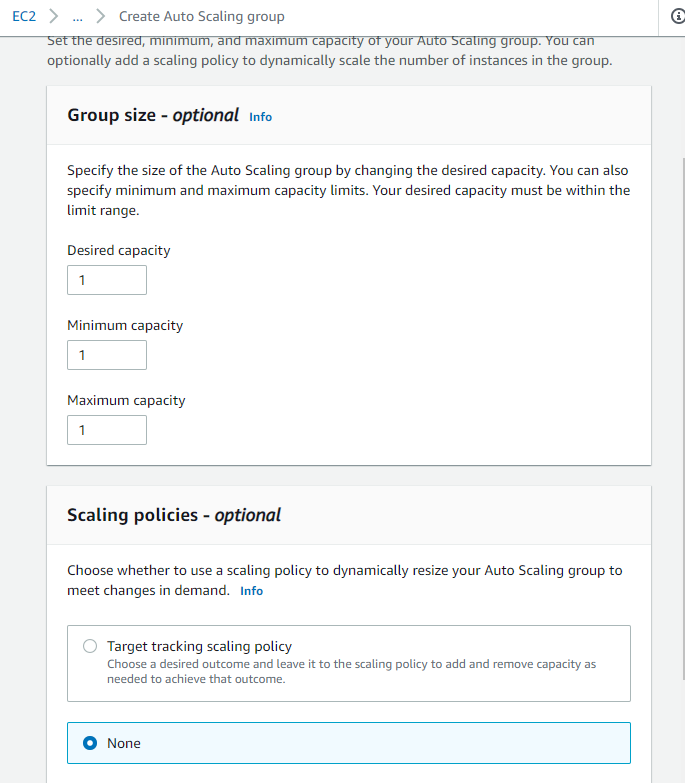 EC2 > ... > Create Auto Scaling group
Set the desired, minimum, and maximum capacity of your Auto Scaling group. You can
optionally add a scaling policy to dynamically scale the number of instances in the group.
Group size - optional Info
Specify the size of the Auto Scaling group by changing the desired capacity. You can also
specify minimum and maximum capacity limits. Your desired capacity must be within the
limit range.
Desired capacity
1
Minimum capacity
1
Maximum capacity
1
Scaling policies - optional
Choose whether to use a scaling policy to dynamically resize your Auto Scaling group to
meet changes in demand. Info
Target tracking scaling policy
Choose a desired outcome and leave it to the scaling policy to add and remove capacity as
needed to achieve that outcome.
None